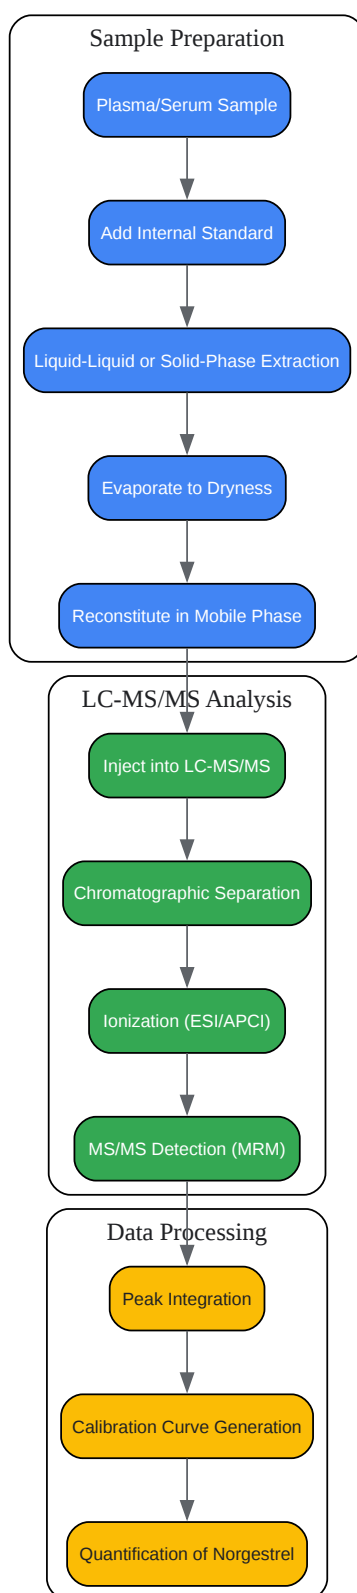 Sample Preparation
Plasma/Serum Sample
Add Internal Standard
Liquid-Liquid or Solid-Phase Extraction
Evaporate to Dryness
Reconstitute in Mobile Phase
LC-MS/MS Analysis
Inject into LC-MS/MS
Chromatographic Separation
Ionization (ESI/APCI)
MS/MS Detection (MRM)
Data Processing
Peak Integration
Calibration Curve Generation
Quantification of Norgestrel